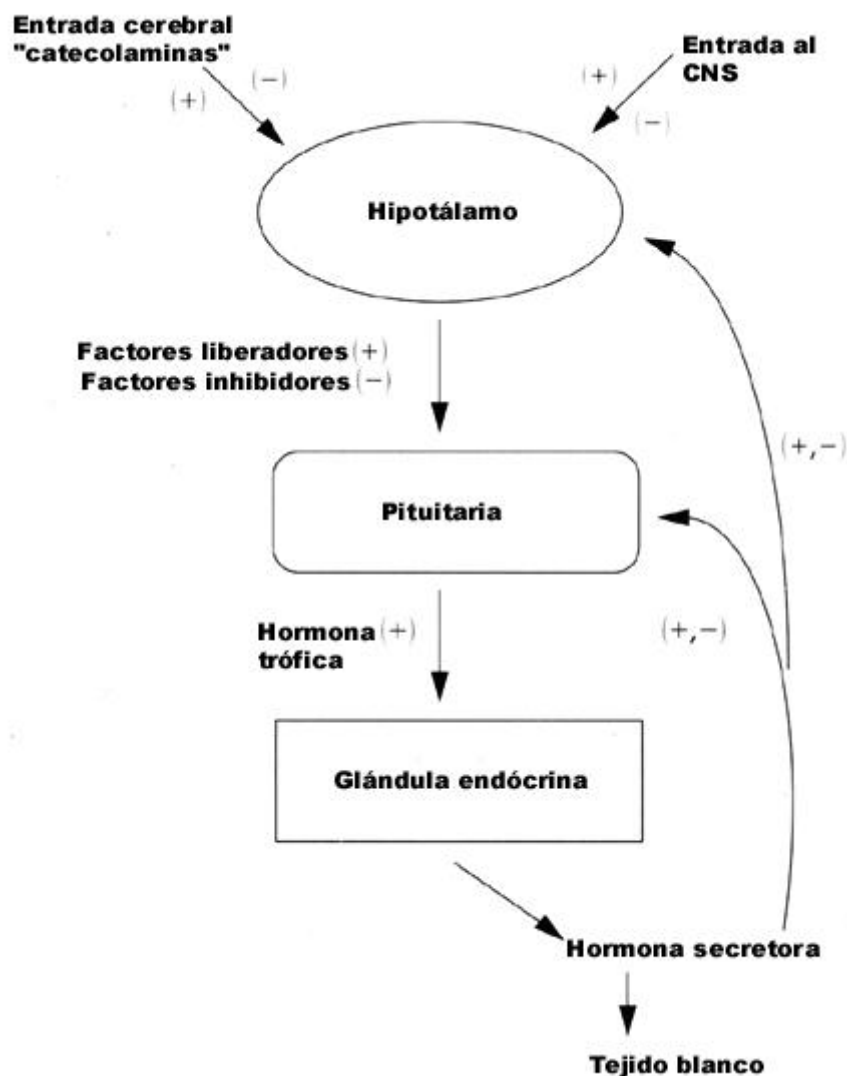 Entrada cerebral
"catecolaminas"
Entrada al
CNS
(+)
(−)
(+)
(−)
Hipotálamo
Factores liberadores (+)
Factores inhibidores (−)
(+,−)
Pituitaria
Hormona (+)
trófica
(+,−)
Glándula endócrina
Hormona secretora
Tejido blanco